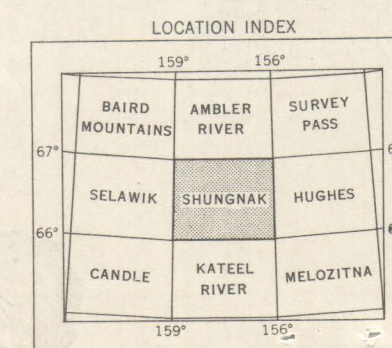 LOCATION INDEX
159° 156°
BAIRD MOUNTAINS
AMBLER RIVER
SURVEY PASS
67°
SELAWIK
SHUNGNAK
HUGHES
66°
CANDLE
KATEEL RIVER
MELOZITNA
159° 156°